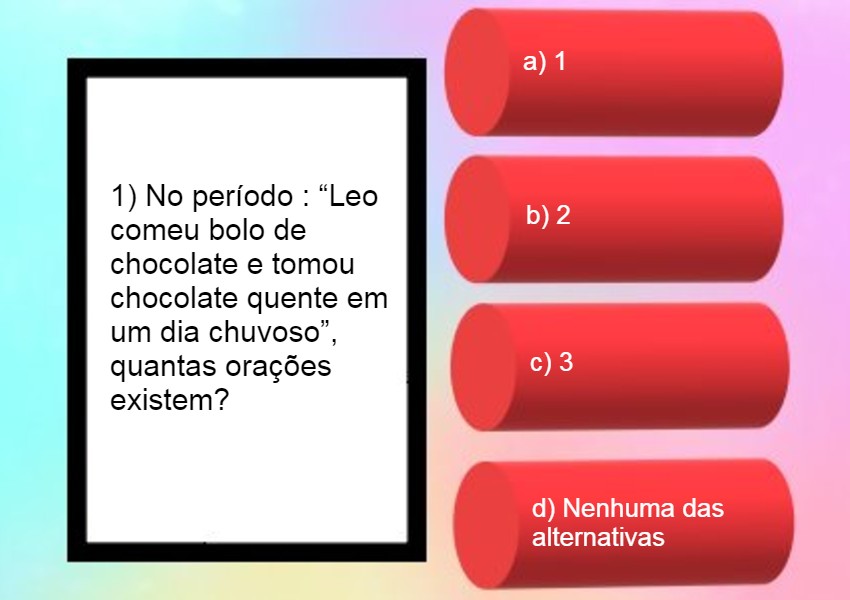 1) No período : “Leo
comeu bolo de
chocolate e tomou
chocolate quente em
um dia chuvoso”,
quantas orações
existem?
a) 1
b) 2
c) 3
d) Nenhuma das
alternativas